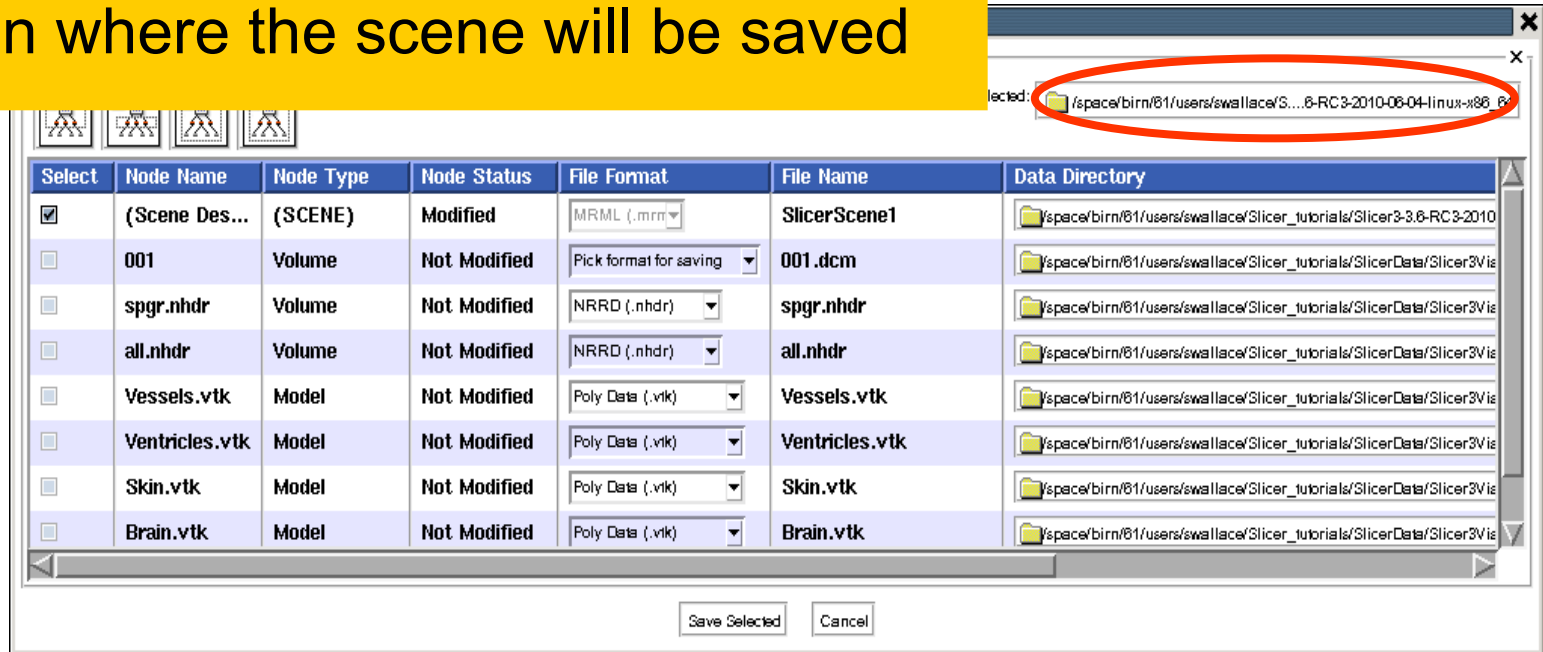 n where the scene will be saved
lected: /space/birn/61/users/swallace/S....6-RC3-2010-06-04-linux-x86_64
Select Node Name Node Type Node Status File Format File Name Data Directory
(Scene Des... (SCENE) Modified MRML (.mrm SlicerScene1 /space/birn/61/users/swallace/Slicer_tutorials/Slicer3-3.6-RC3-2010
001 Volume Not Modified Pick format for saving 001.dcm /space/birn/61/users/swallace/Slicer_tutorials/SlicerData/Slicer3Vis
spgr.nhdr Volume Not Modified NRRD (.nhdr) spgr.nhdr /space/birn/61/users/swallace/Slicer_tutorials/SlicerData/Slicer3Vis
all.nhdr Volume Not Modified NRRD (.nhdr) all.nhdr /space/birn/61/users/swallace/Slicer_tutorials/SlicerData/Slicer3Vis
Vessels.vtk Model Not Modified Poly Data (.vtk) Vessels.vtk /space/birn/61/users/swallace/Slicer_tutorials/SlicerData/Slicer3Vis
Ventricles.vtk Model Not Modified Poly Data (.vtk) Ventricles.vtk /space/birn/61/users/swallace/Slicer_tutorials/SlicerData/Slicer3Vis
Skin.vtk Model Not Modified Poly Data (.vtk) Skin.vtk /space/birn/61/users/swallace/Slicer_tutorials/SlicerData/Slicer3Vis
Brain.vtk Model Not Modified Poly Data (.vtk) Brain.vtk /space/birn/61/users/swallace/Slicer_tutorials/SlicerData/Slicer3Vis
Save Selected Cancel